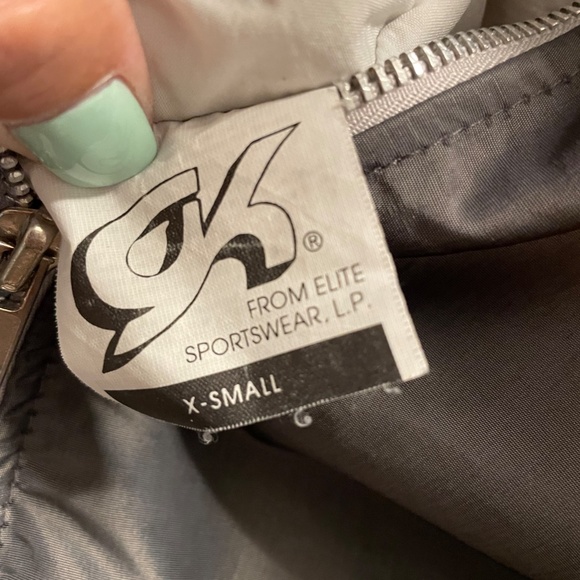 GK®
FROM ELITE
SPORTSWEAR, L.P.
X-SMALL